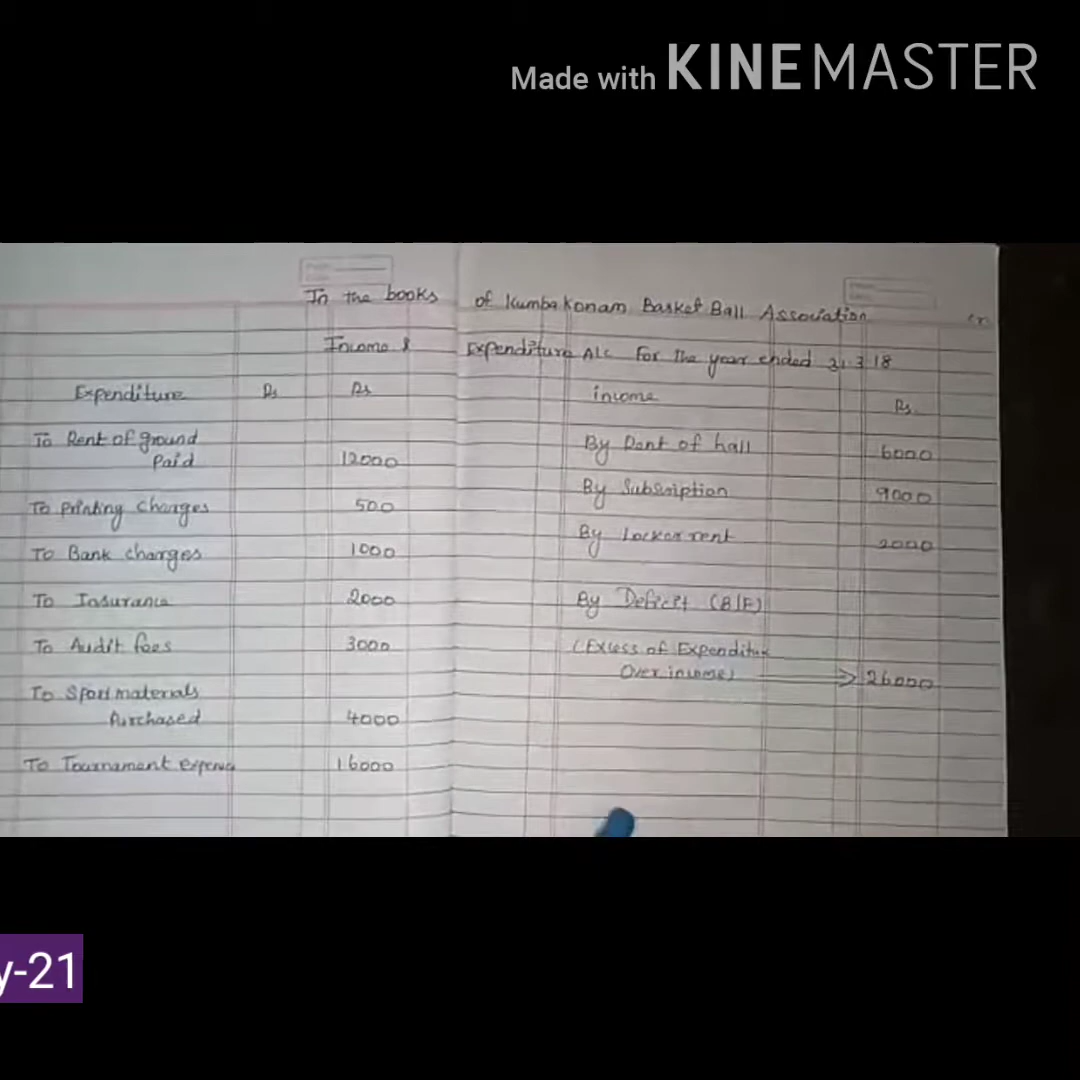 Made with KINEMASTER
In the books of Kumbakonam Basket Ball Association
Income & Expenditure A/c For the year ended 31.3.18
Expenditure Rs Rs income Rs.
To Rent of ground
Paid 12000
By Rent of hall 6000
To Printing charges 500
By Subscription 9000
To Bank charges 1000
By Locker rent 2000
To Insurance 2000
By Deficit (B/F)
To Audit fees 3000
(Excess of Expenditure
Over income) 26000
To Sport materials
Purchased 4000
To Tournament expense 16000
y-21